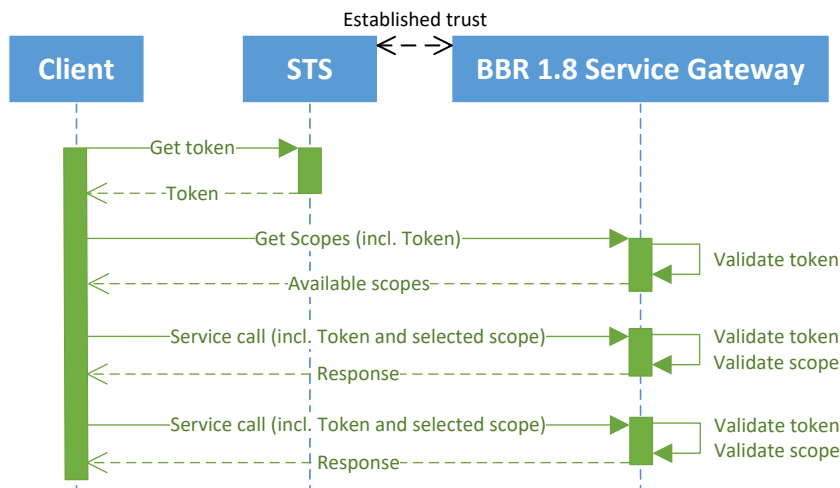 Established trust
Client
STS
BBR 1.8 Service Gateway
Get token
Token
Get Scopes (incl. Token)
Validate token
Available scopes
Service call (incl. Token and selected scope)
Validate token
Validate scope
Response
Service call (incl. Token and selected scope)
Validate token
Validate scope
Response